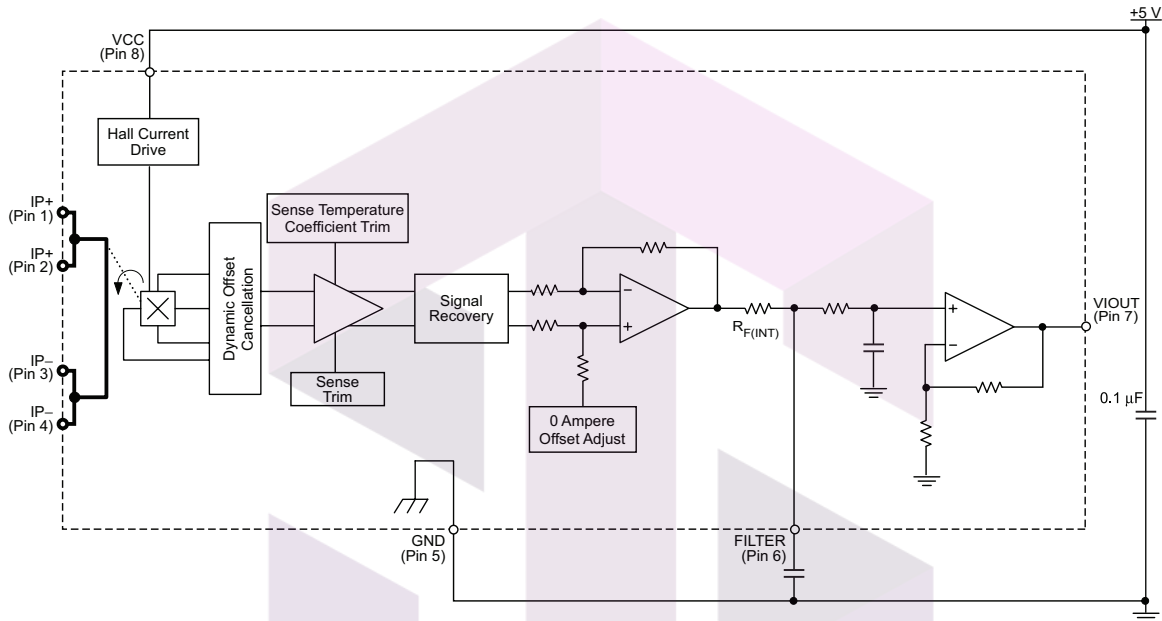 +5 V
VCC
(Pin 8)
Hall Current
Drive
IP+
(Pin 1)
IP+
(Pin 2)
IP–
(Pin 3)
IP–
(Pin 4)
Dynamic Offset
Cancellation
Sense Temperature
Coefficient Trim
Sense
Trim
Signal
Recovery
0 Ampere
Offset Adjust
–
+
RF(INT)
+
–
VIOUT
(Pin 7)
0.1 μF
GND
(Pin 5)
FILTER
(Pin 6)